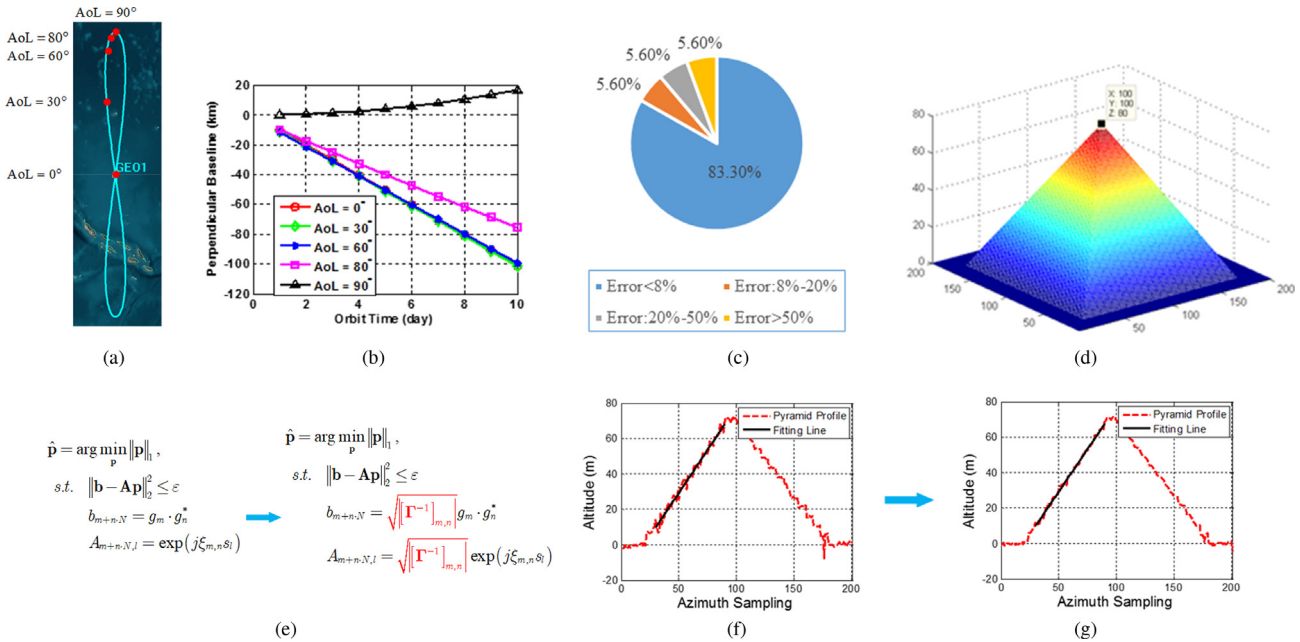 AoL = 90°
AoL = 80°
AoL = 60°
AoL = 30°
AoL = 0°
GEO1
(a)
Perpendicular Baseline (km)
20
0
-20
-40
-60
-80
-100
-120
AoL = 0°
AoL = 30°
AoL = 60°
AoL = 80°
AoL = 90°
0 2 4 6 8 10
Orbit Time (day)
(b)
5.60%
5.60%
5.60%
83.30%
Error<8% Error:8%-20%
Error:20%-50% Error>50%
(c)
X: 100
Y: 100
Z: 80
80
60
40
20
0
200
150
100
50
50
100
150
200
(d)
p̂ = arg min_p ‖p‖₁ ,
s.t. ‖b − Ap‖₂² ≤ ε
b_{m+n·N} = g_m · g_n^*
A_{m+n·N,l} = exp(jξ_{m,n}s_l)
p̂ = arg min_p ‖p‖₁ ,
s.t. ‖b − Ap‖₂² ≤ ε
b_{m+n·N} = √|[Γ⁻¹]_{m,n}| g_m · g_n^*
A_{m+n·N,l} = √|[Γ⁻¹]_{m,n}| exp(jξ_{m,n}s_l)
(e)
Altitude (m)
80
60
40
20
0
-20
Pyramid Profile
Fitting Line
0 50 100 150 200
Azimuth Sampling
(f)
Altitude (m)
80
60
40
20
0
-20
Pyramid Profile
Fitting Line
0 50 100 150 200
Azimuth Sampling
(g)